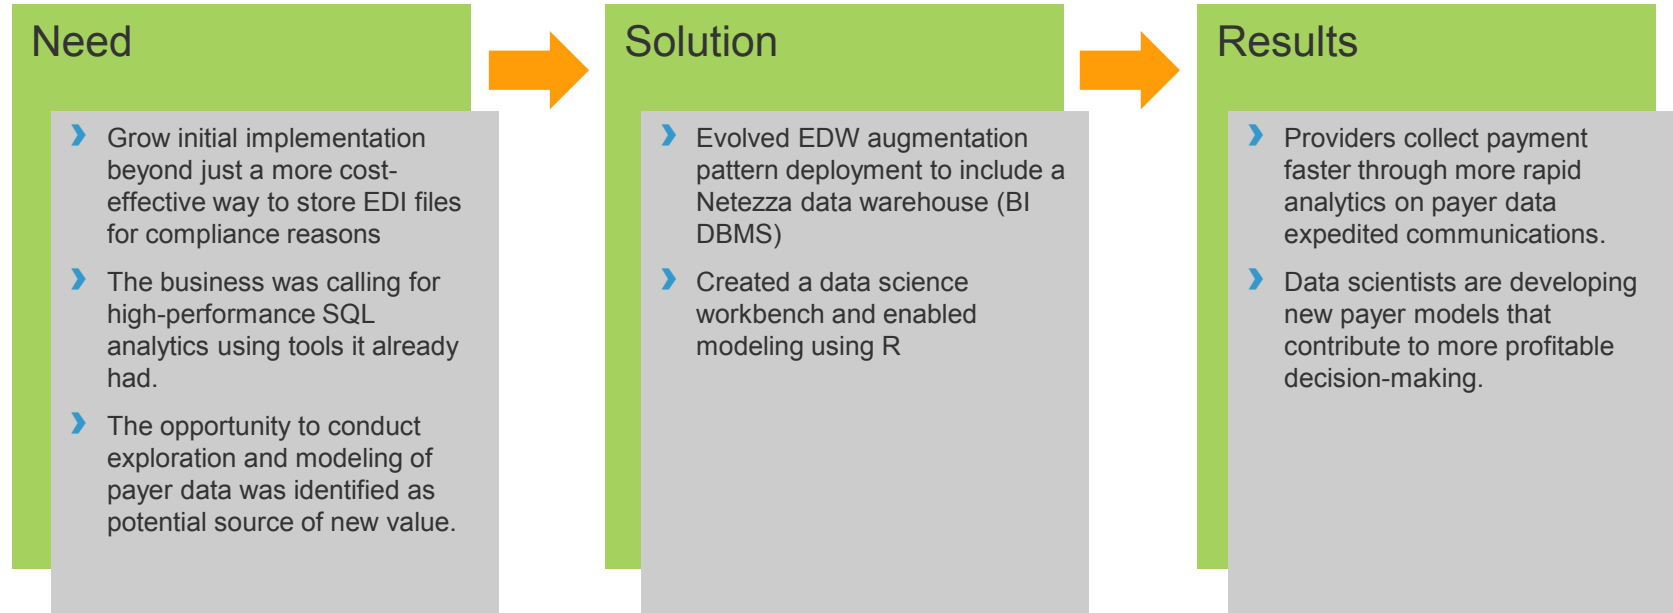 Need
Grow initial implementation
beyond just a more cost-
effective way to store EDI files
for compliance reasons
The business was calling for
high-performance SQL
analytics using tools it already
had.
The opportunity to conduct
exploration and modeling of
payer data was identified as
potential source of new value.
Solution
Evolved EDW augmentation
pattern deployment to include a
Netezza data warehouse (BI
DBMS)
Created a data science
workbench and enabled
modeling using R
Results
Providers collect payment
faster through more rapid
analytics on payer data
expedited communications.
Data scientists are developing
new payer models that
contribute to more profitable
decision-making.